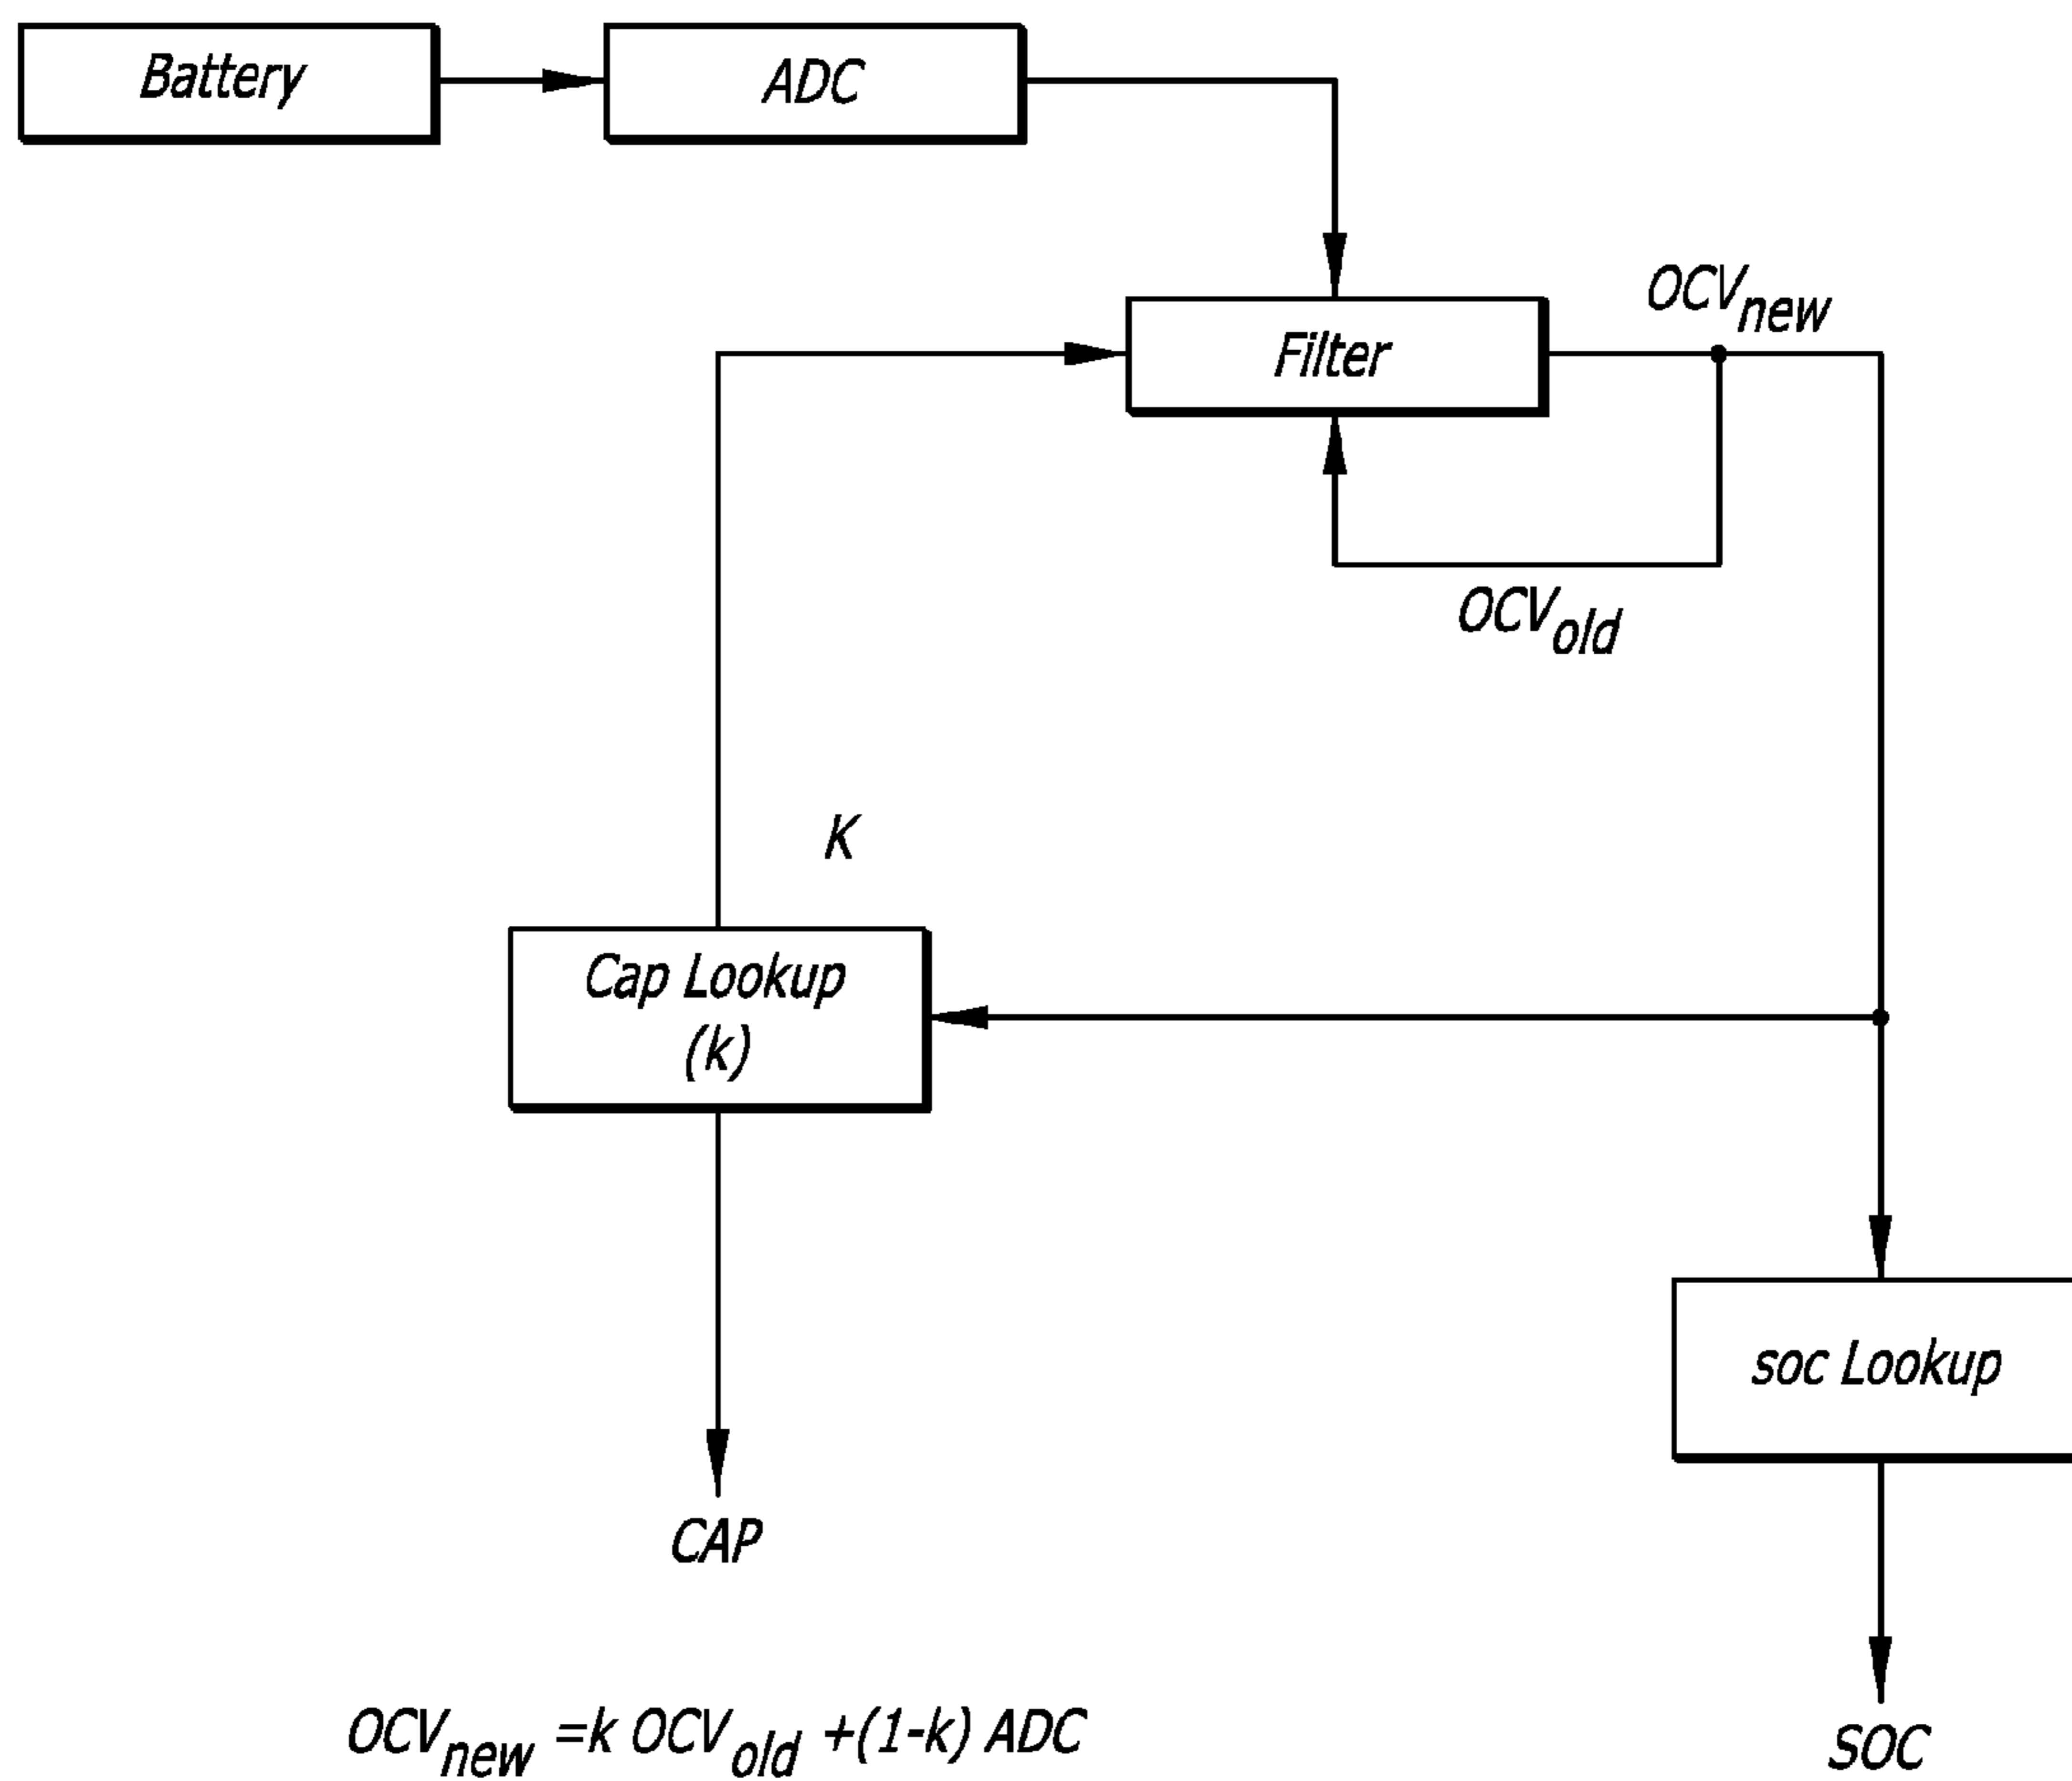 Battery
ADC
OCVnew
Filter
OCVold
K
Cap Lookup
(k)
soc Lookup
CAP
OCVnew =k OCVold +(1-k) ADC
SOC